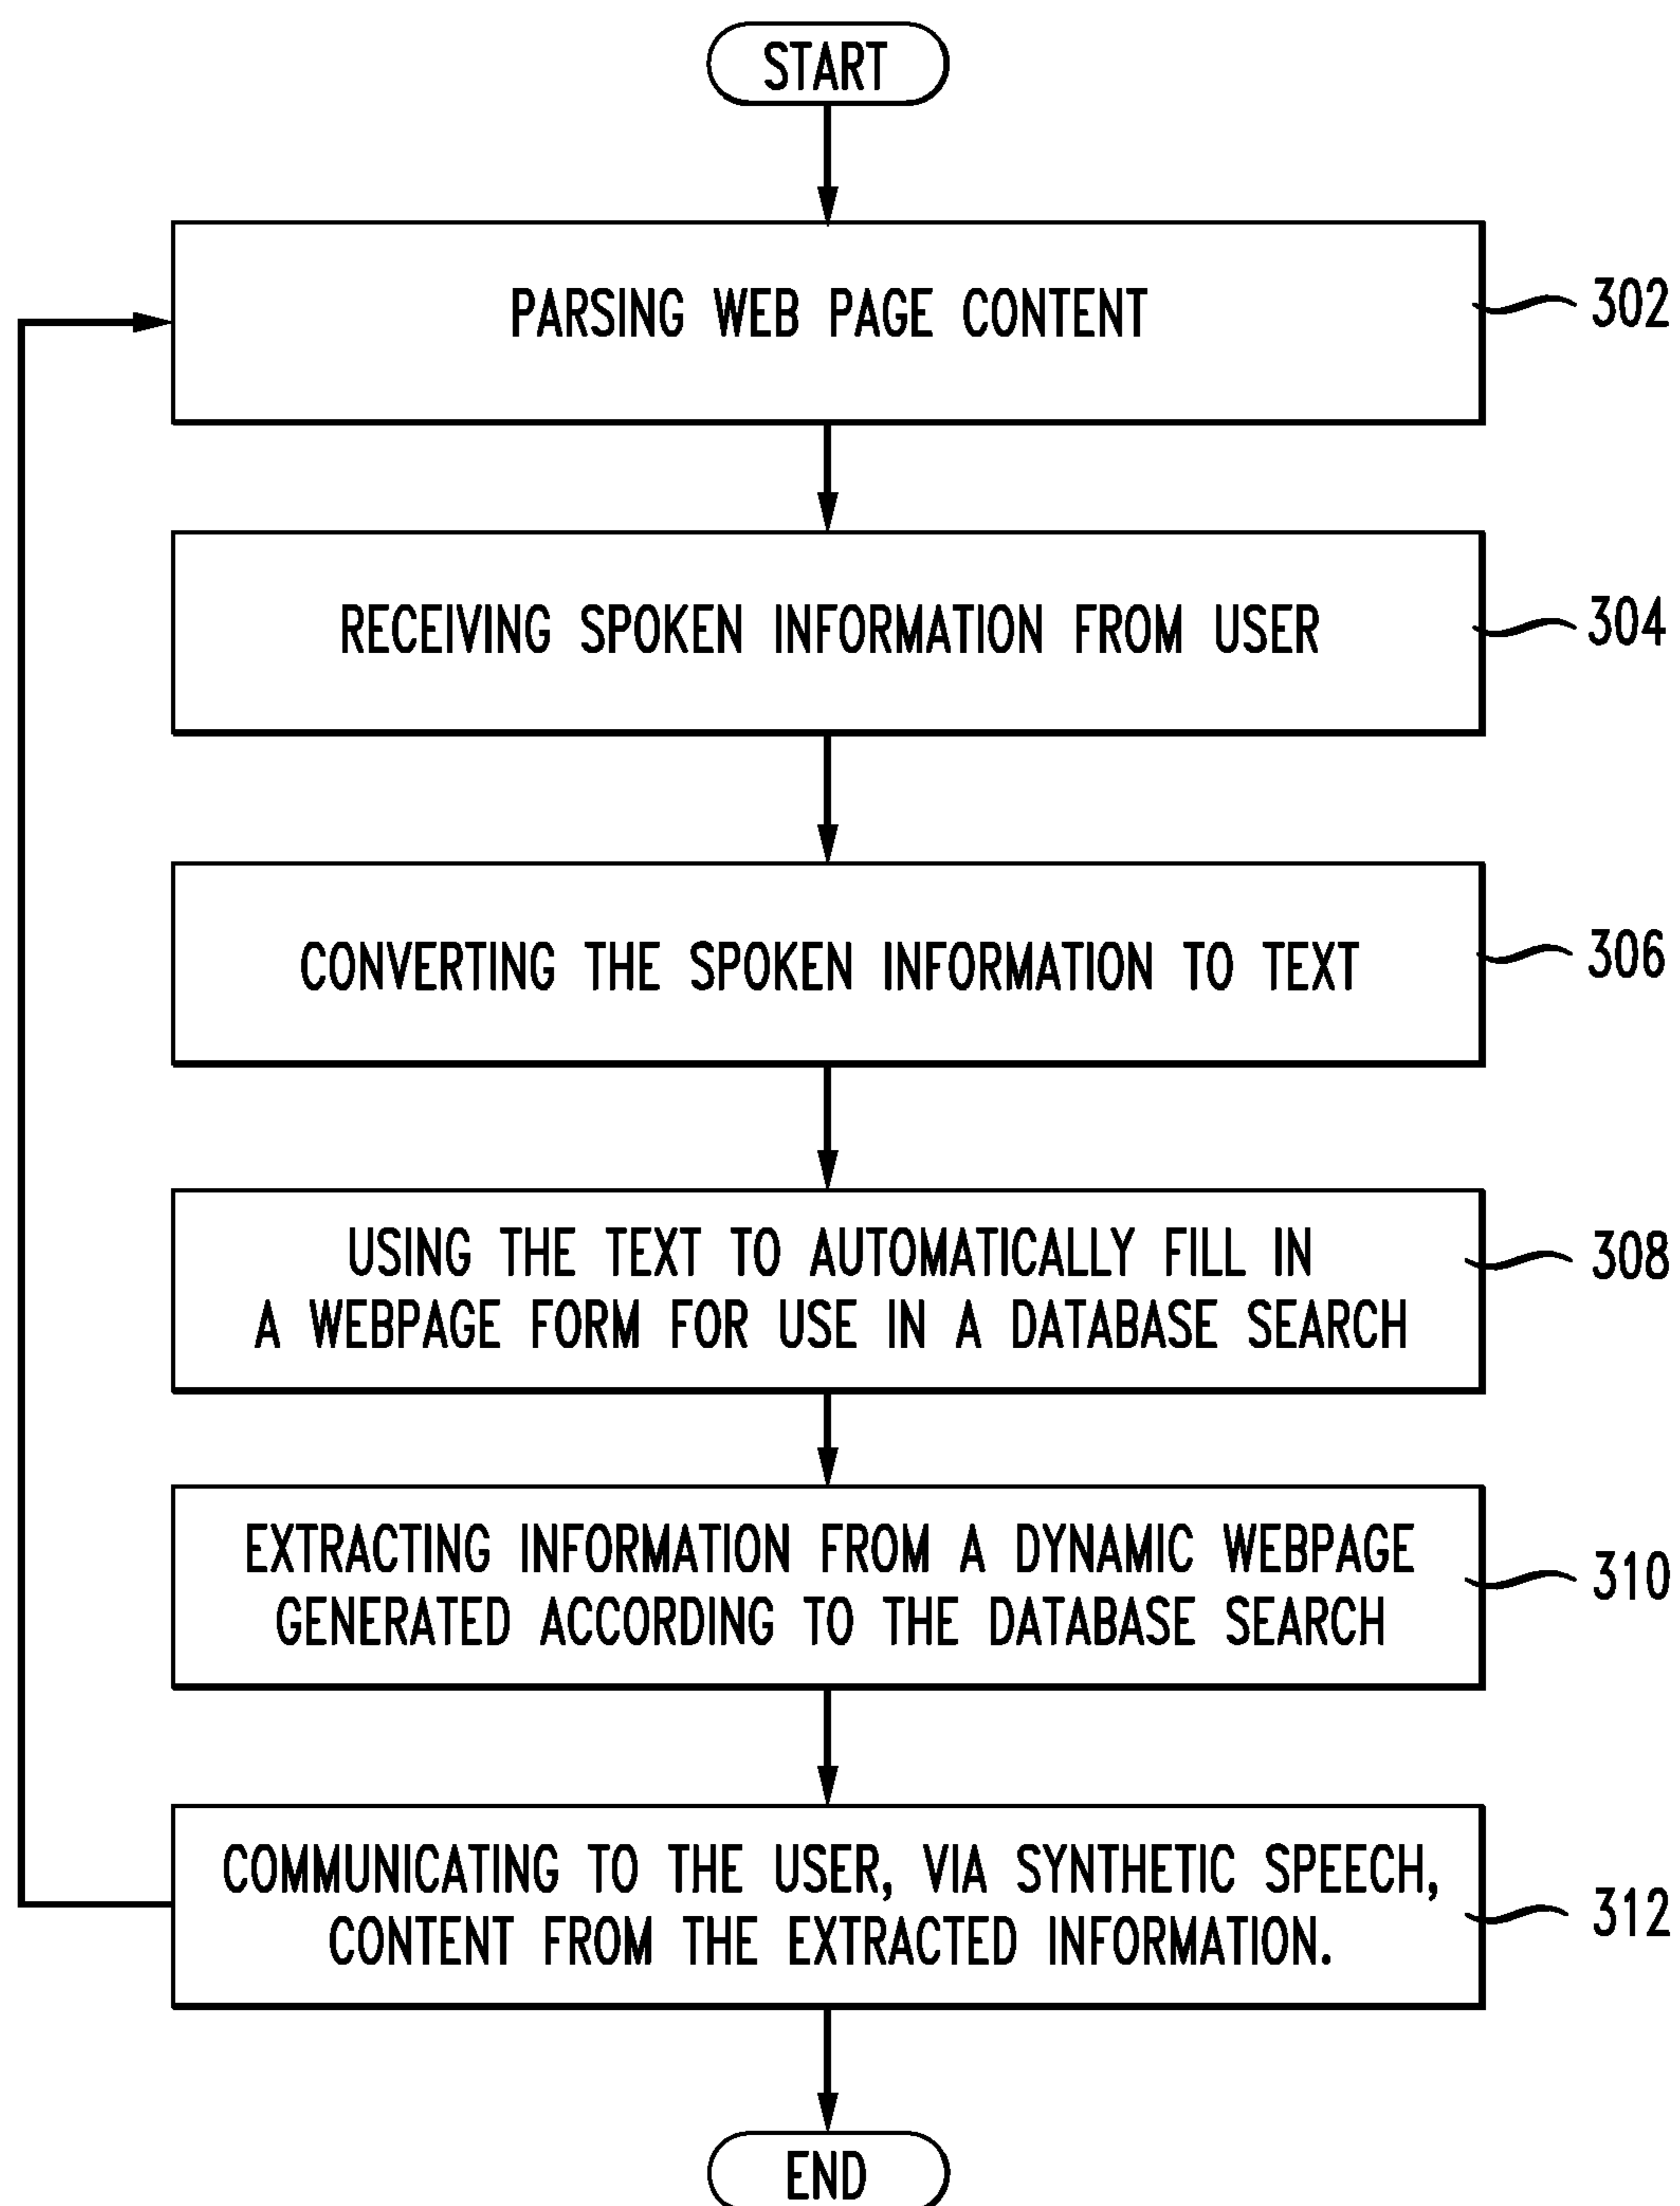 START
PARSING WEB PAGE CONTENT
302
RECEIVING SPOKEN INFORMATION FROM USER
304
CONVERTING THE SPOKEN INFORMATION TO TEXT
306
USING THE TEXT TO AUTOMATICALLY FILL IN
A WEBPAGE FORM FOR USE IN A DATABASE SEARCH
308
EXTRACTING INFORMATION FROM A DYNAMIC WEBPAGE
GENERATED ACCORDING TO THE DATABASE SEARCH
310
COMMUNICATING TO THE USER, VIA SYNTHETIC SPEECH,
CONTENT FROM THE EXTRACTED INFORMATION.
312
END